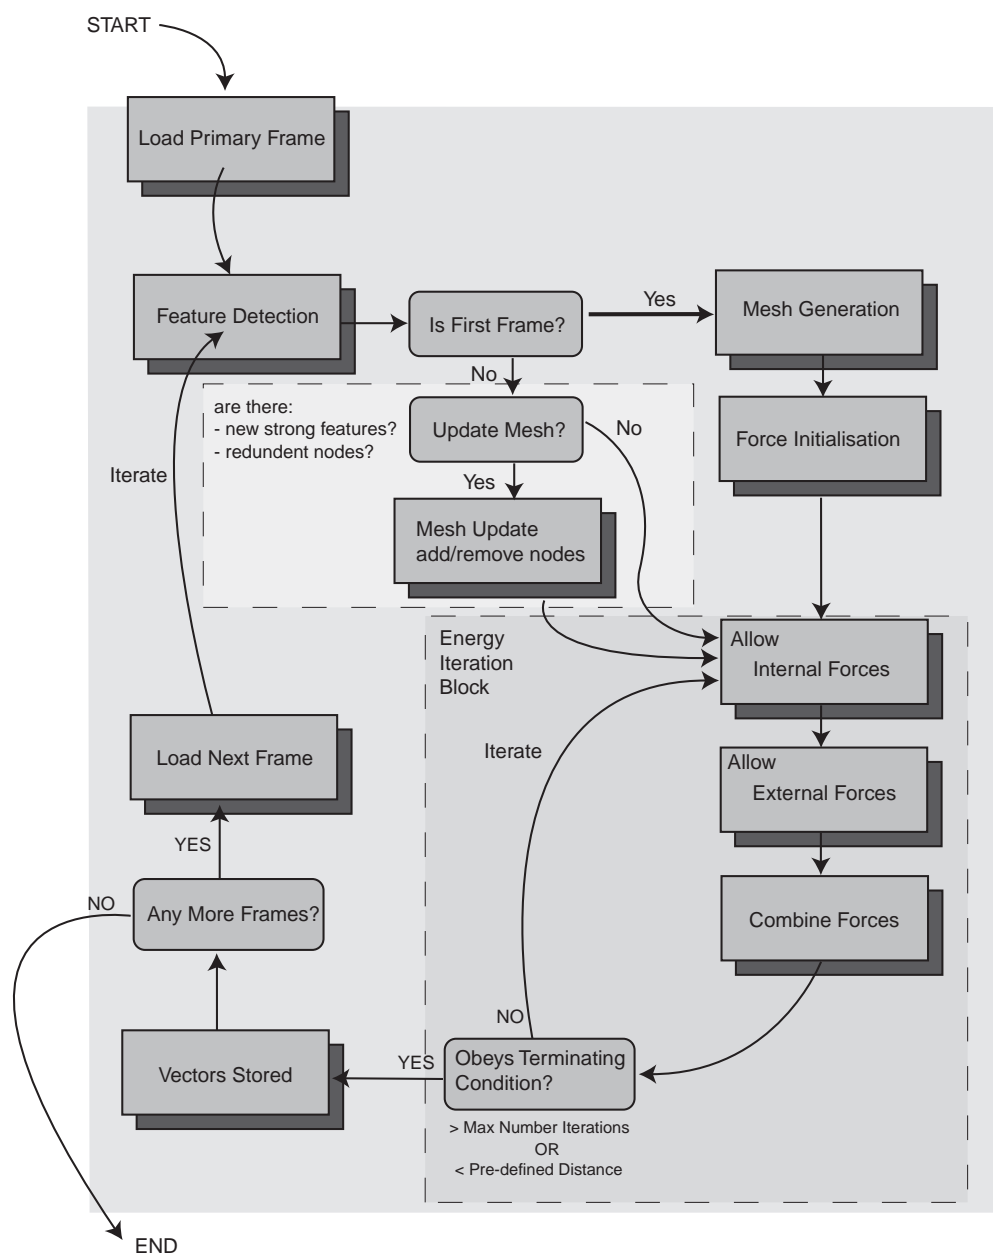 START
Load Primary Frame
Feature Detection
Is First Frame?
Yes
Mesh Generation
No
are there:
- new strong features?
- redundent nodes?
Update Mesh?
No
Force Initialisation
Iterate
Yes
Mesh Update
add/remove nodes
Energy
Iteration
Block
Allow
Internal Forces
Load Next Frame
Iterate
Allow
External Forces
YES
NO
Any More Frames?
Combine Forces
NO
Vectors Stored
YES
Obeys Terminating
Condition?
> Max Number Iterations
OR
< Pre-defined Distance
END